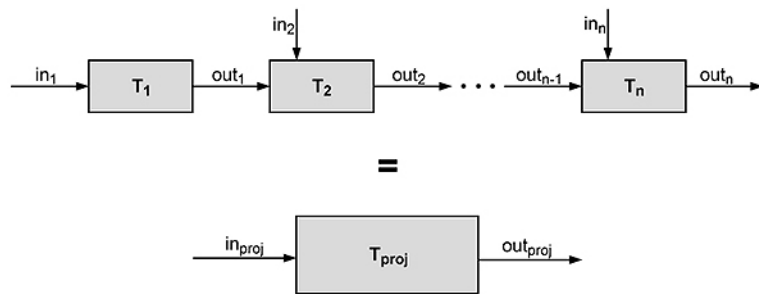 in₂ inₙ
in₁ T₁ out₁ T₂ out₂ • • • outₙ₋₁ Tₙ outₙ
=
inproj Tproj outproj